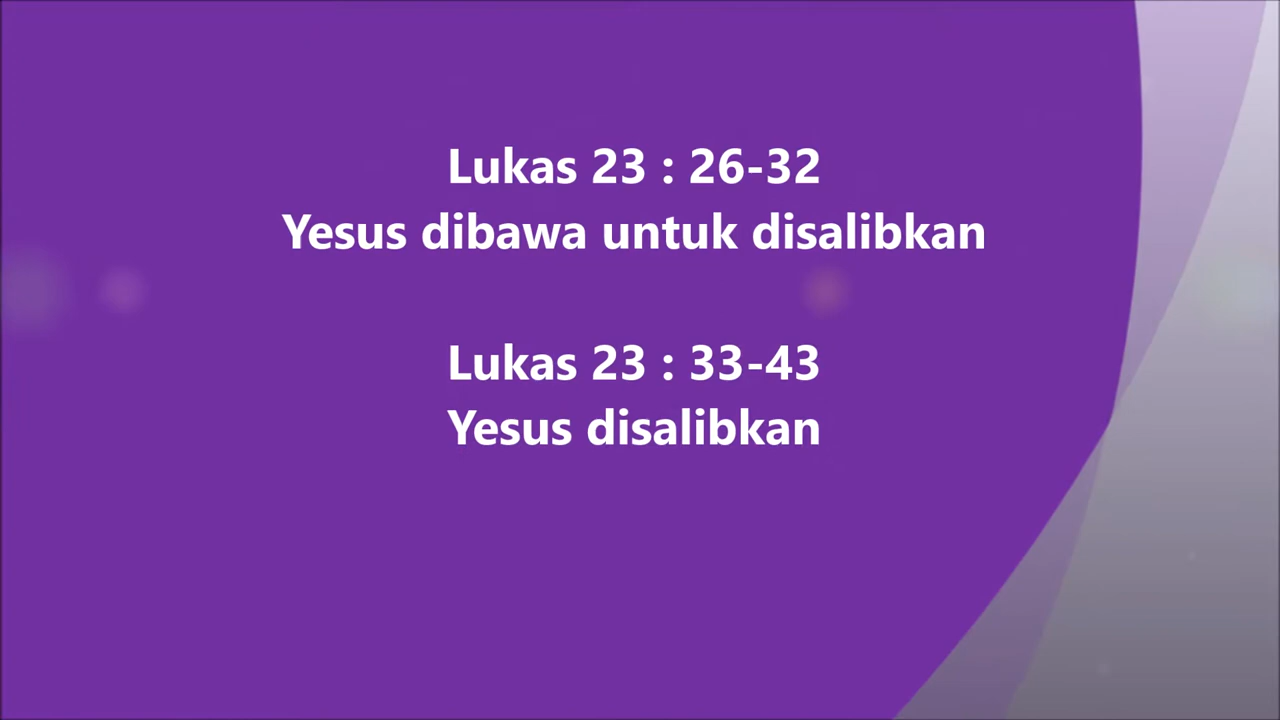 Lukas 23 : 26-32
Yesus dibawa untuk disalibkan
Lukas 23 : 33-43
Yesus disalibkan